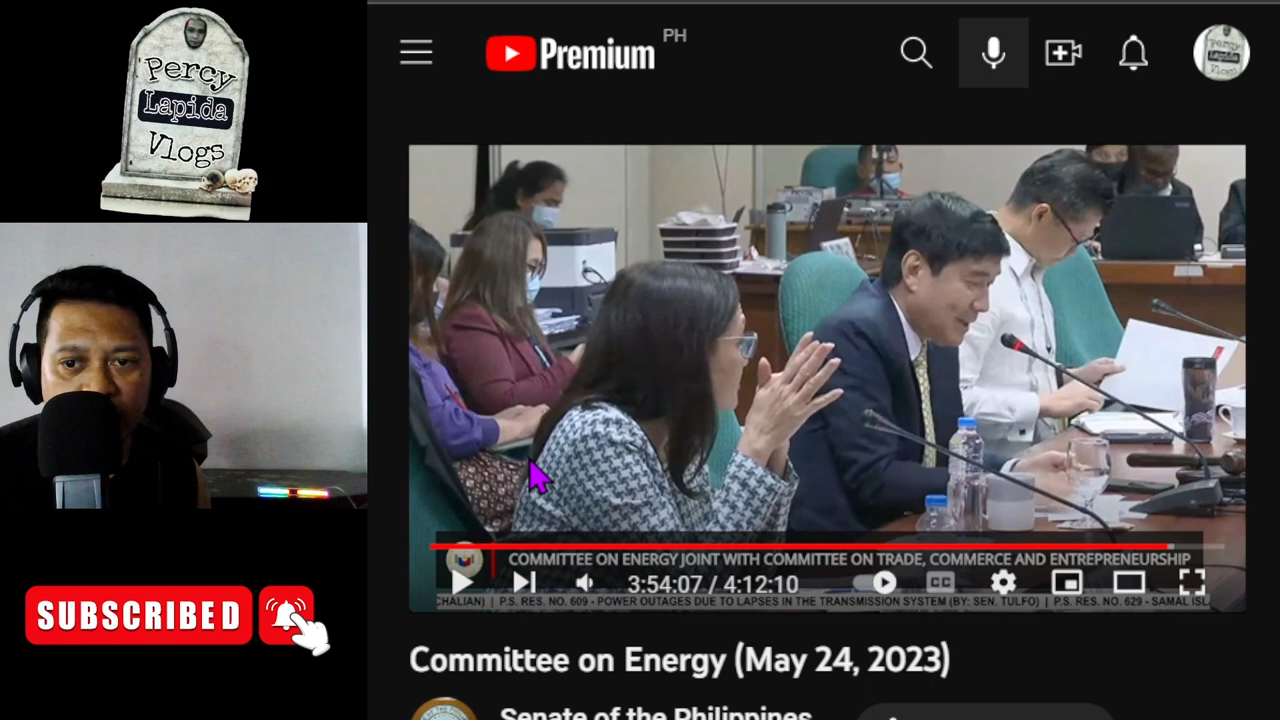 Percy
Lapida
Vlogs
SUBSCRIBED
Premium
PH
COMMITTEE ON ENERGY JOINT WITH COMMITTEE ON TRADE, COMMERCE AND ENTREPRENEURSHIP
3:54:07 / 4:12:10
CC
CHALIAN) | P.S. RES. NO. 609 - POWER OUTAGES DUE TO LAPSES IN THE TRANSMISSION SYSTEM (BY: SEN. TULFO) | P.S. RES. NO. 629 - SAMAL ISL
Committee on Energy (May 24, 2023)
Senate of the Philippines